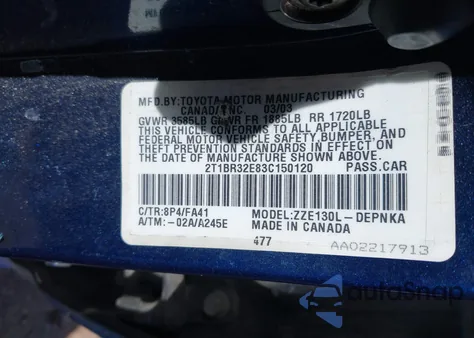 MFD.BY:TOYOTA MOTOR MANUFACTURING
CANADA INC. 03/03
GVWR 3585LB GAWR FR 1885LB RR 1720LB
THIS VEHICLE CONFORMS TO ALL APPLICABLE
FEDERAL MOTOR VEHICLE SAFETY,BUMPER, AND
THEFT PREVENTION STANDARDS IN EFFECT ON
THE DATE OF MANUFACTURE SHOWN ABOVE.
2T1BR32E83C150120 PASS.CAR
C/TR:8P4/FA41 MODEL:ZZE130L-DEPNKA
A/TM:-02A/A245E MADE IN CANADA
477 AA02217913
autoSnap